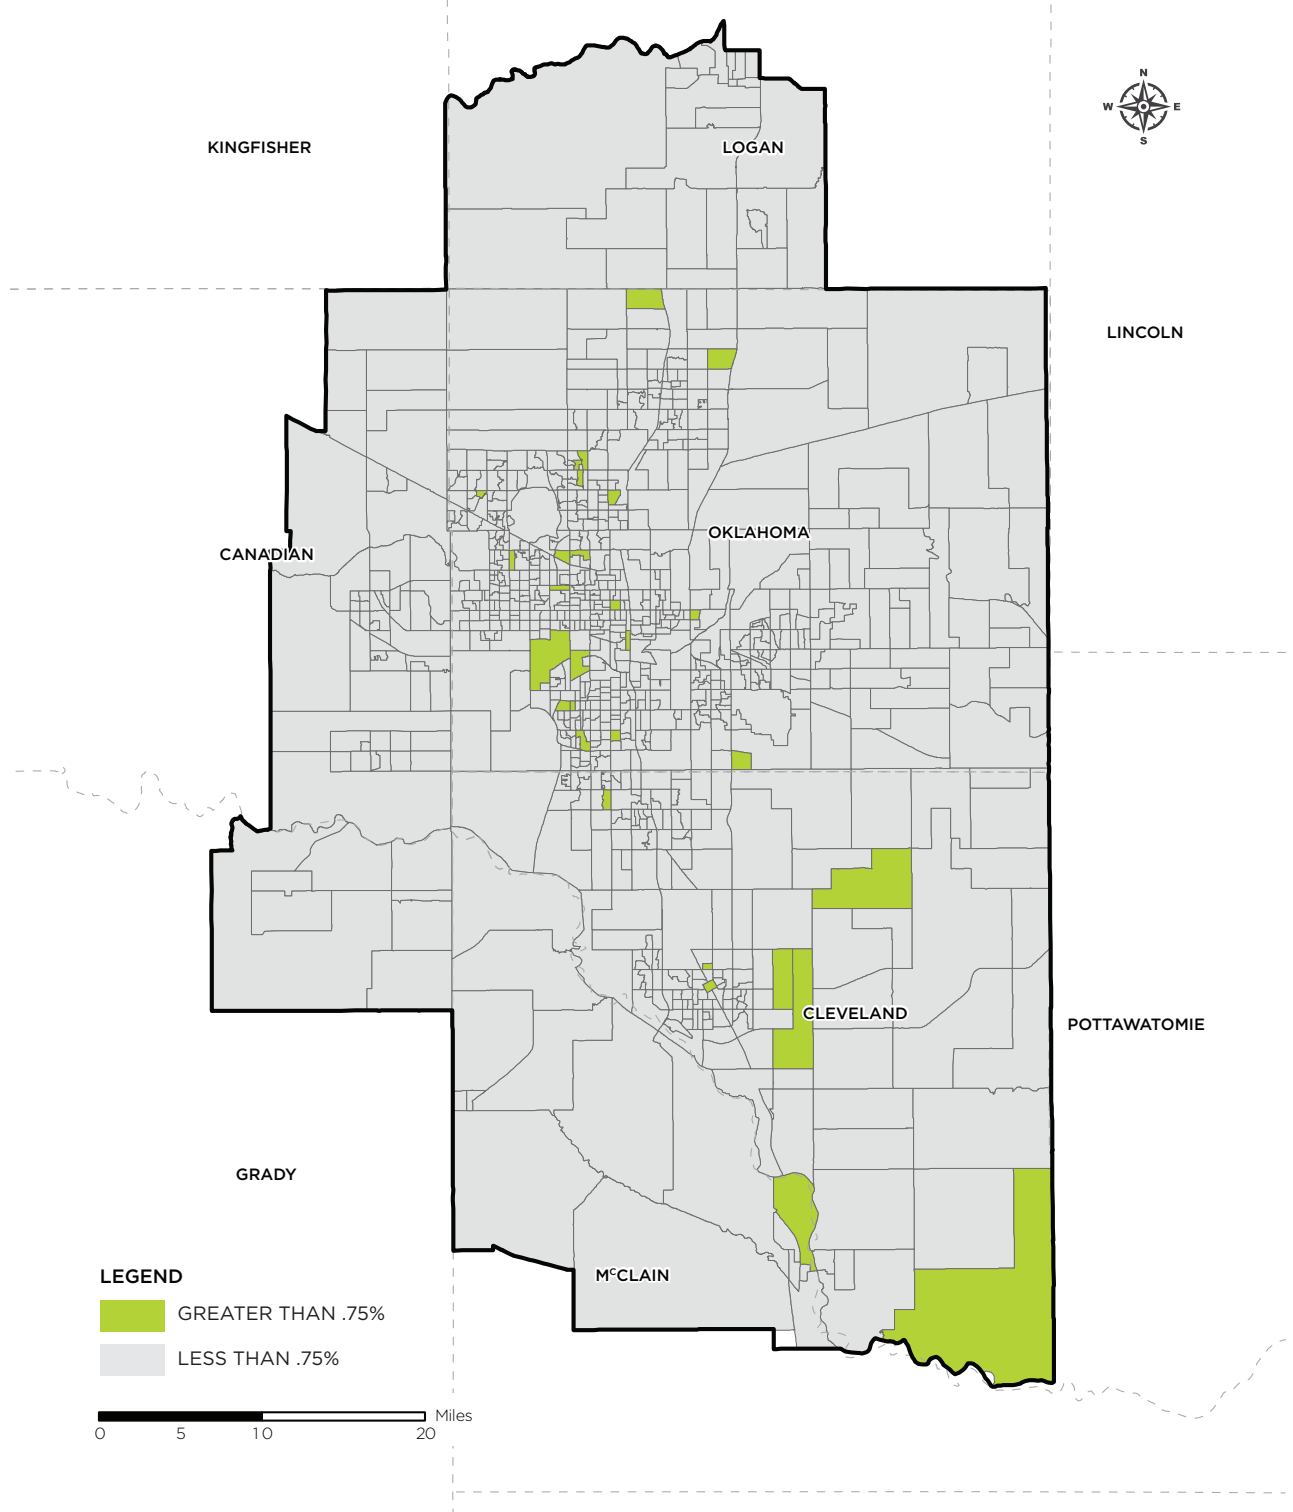 N
W E
S
KINGFISHER
LOGAN
LINCOLN
OKLAHOMA
CANADIAN
CLEVELAND
POTTAWATOMIE
GRADY
McCLAIN
LEGEND
GREATER THAN .75%
LESS THAN .75%
Miles
0 5 10 20